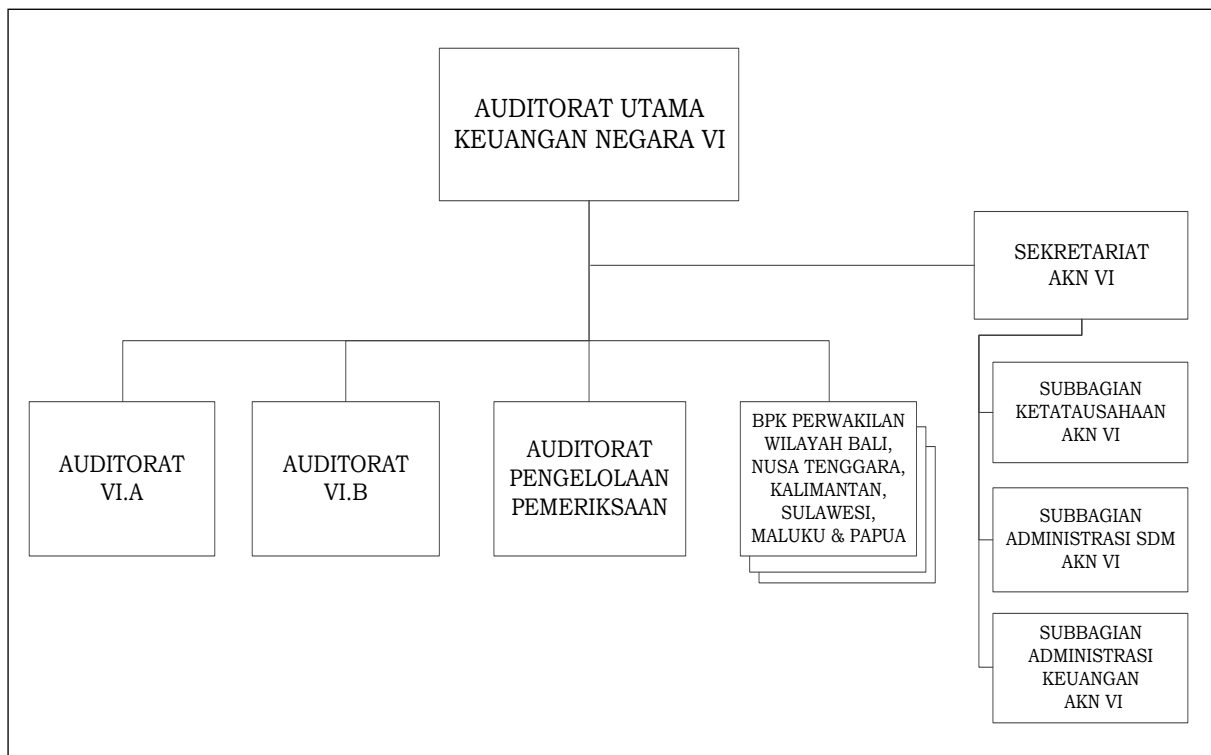 AUDITORAT UTAMA
KEUANGAN NEGARA VI
SEKRETARIAT
AKN VI
AUDITORAT
VI.A
AUDITORAT
VI.B
AUDITORAT
PENGELOLAAN
PEMERIKSAAN
BPK PERWAKILAN
WILAYAH BALI,
NUSA TENGGARA,
KALIMANTAN,
SULAWESI,
MALUKU & PAPUA
SUBBAGIAN
KETATAUSAHAAN
AKN VI
SUBBAGIAN
ADMINISTRASI SDM
AKN VI
SUBBAGIAN
ADMINISTRASI
KEUANGAN
AKN VI